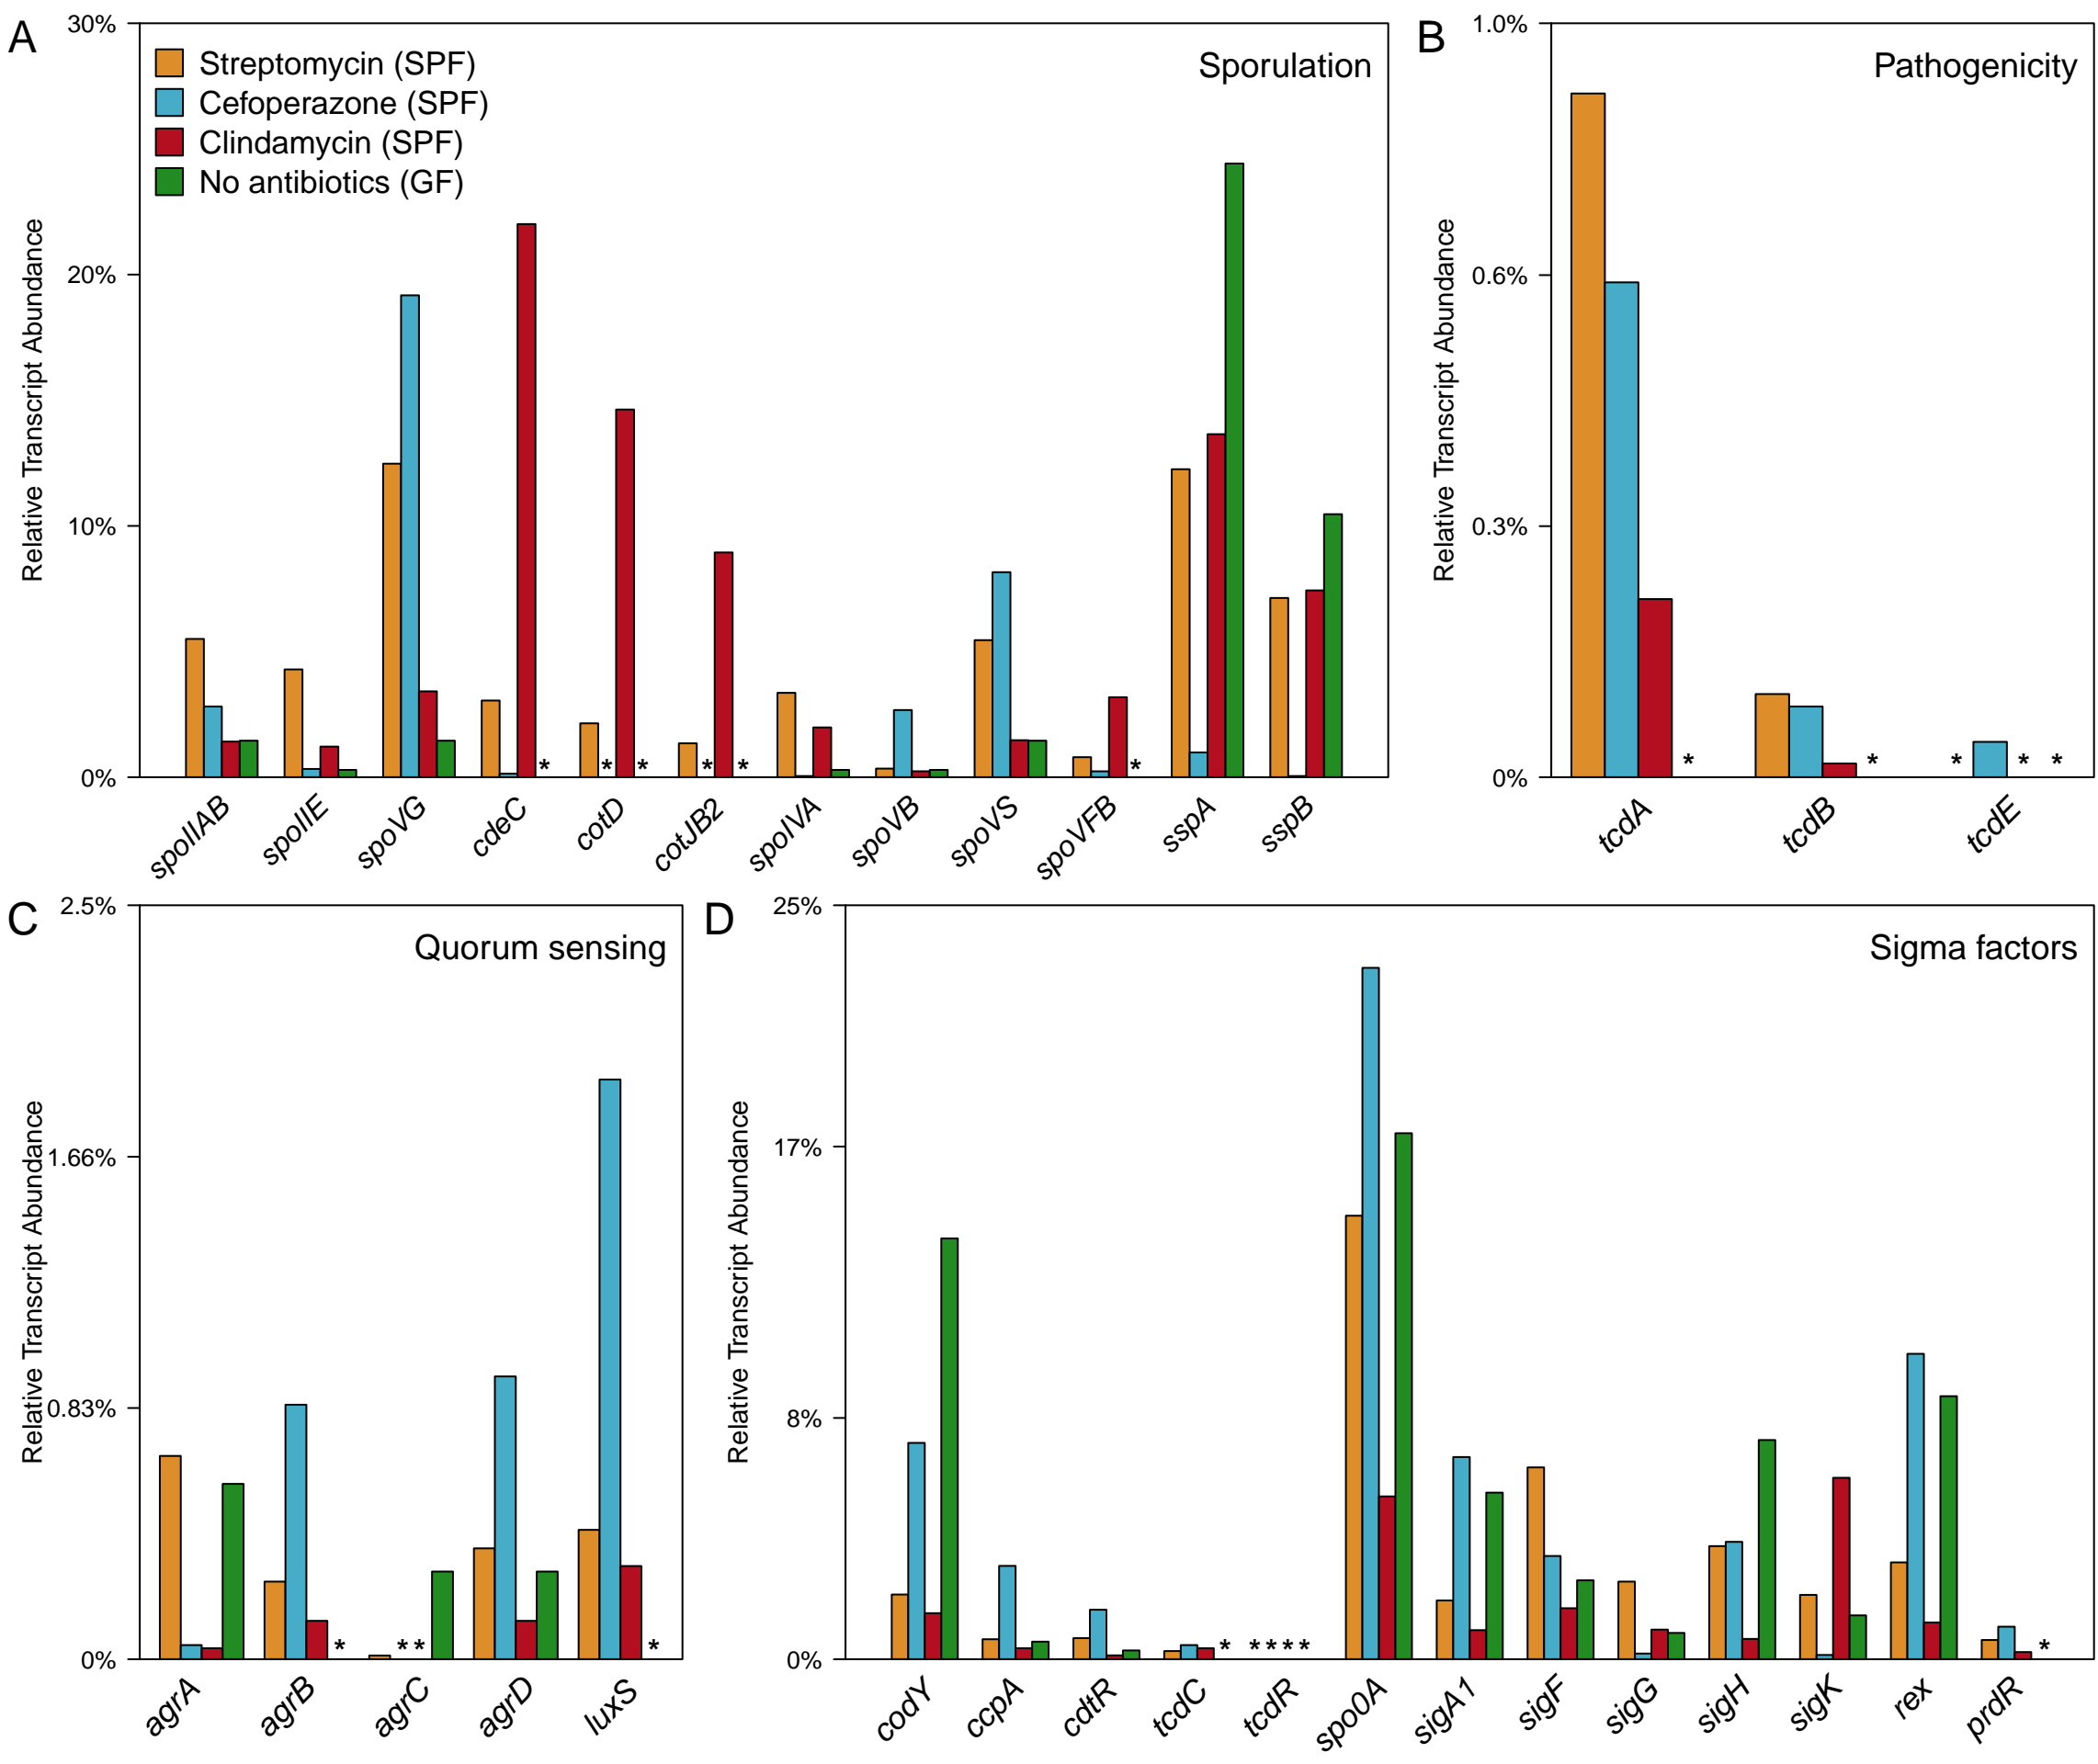 A
30%
20%
10%
0%
Relative Transcript Abundance
Streptomycin (SPF)
Cefoperazone (SPF)
Clindamycin (SPF)
No antibiotics (GF)
Sporulation
* * * * * *
spoIIAB spoIIE spoVG cdeC cotD cotJB2 spoIVA spoVB spoVS spoVFB sspA sspB
B
1.0%
0.6%
0.3%
0%
Relative Transcript Abundance
Pathogenicity
* * * * *
tcdA tcdB tcdE
C
2.5%
1.66%
0.83%
0%
Relative Transcript Abundance
Quorum sensing
* * * *
agrA agrB agrC agrD luxS
D
25%
17%
8%
0%
Relative Transcript Abundance
Sigma factors
* * * * * *
codY ccpA cdtR tcdC tcdR spo0A sigA1 sigF sigG sigH sigK rex prdR